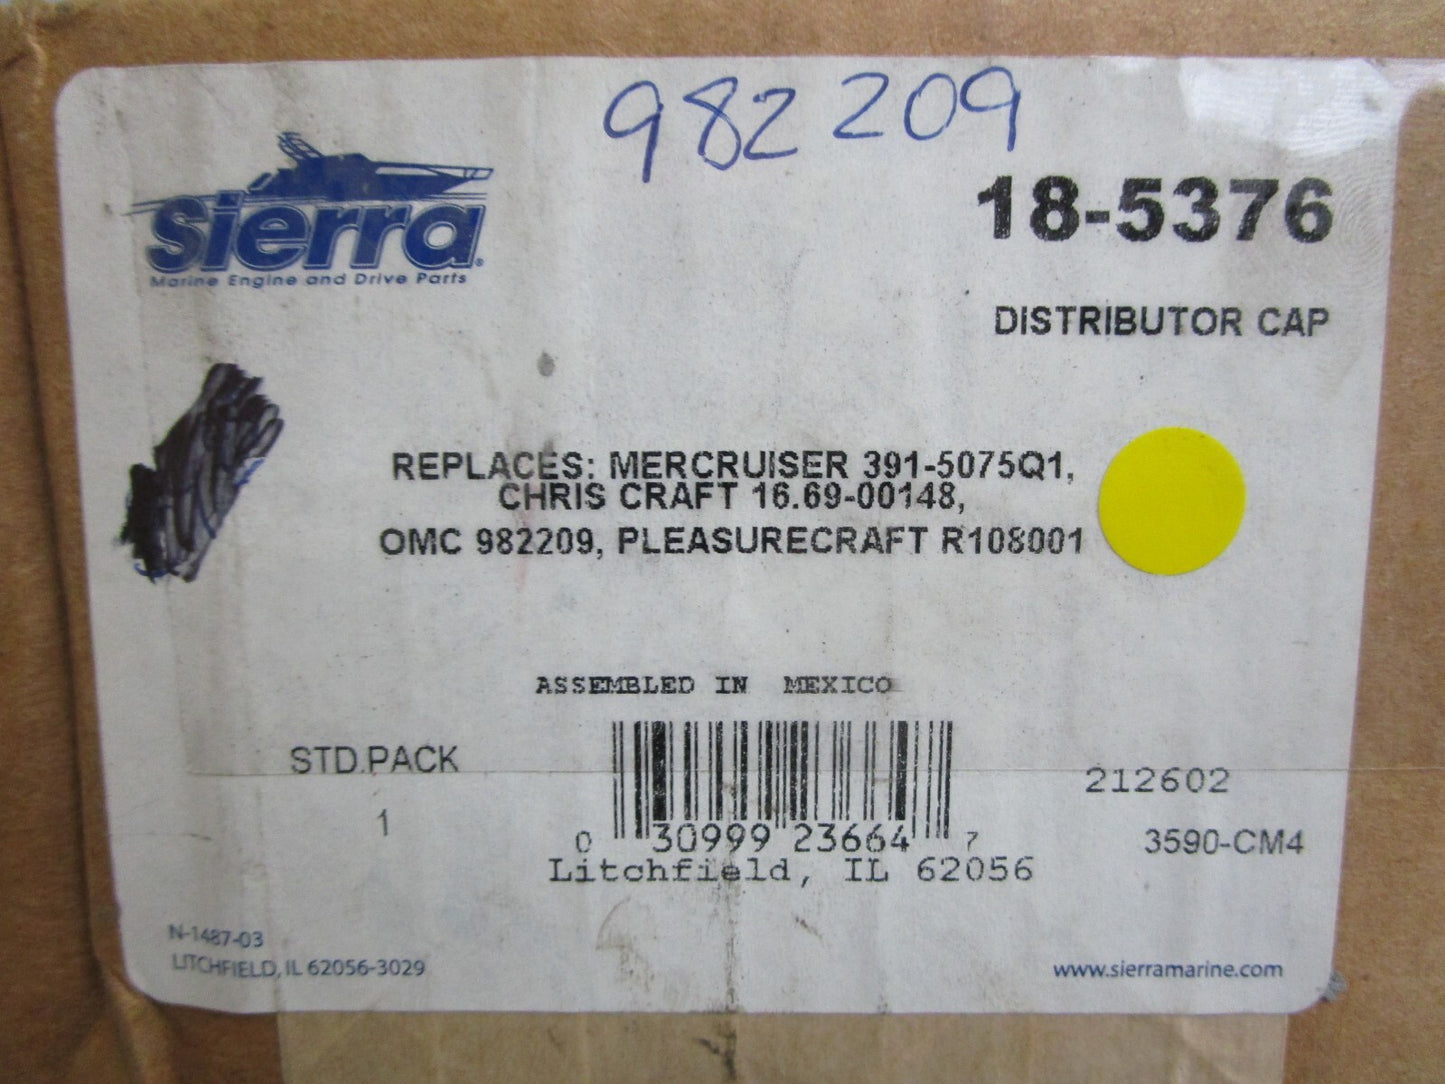 982209
Sierra®
Marine Engine and Drive Parts
18-5376
DISTRIBUTOR CAP
REPLACES: MERCRUISER 391-5075Q1,
CHRIS CRAFT 16.69-00148,
OMC 982209, PLEASURECRAFT R108001
ASSEMBLED IN MEXICO
STD.PACK
1
0 30999 23664 7
Litchfield, IL 62056
212602
3590-CM4
N-1487-03
LITCHFIELD, IL 62056-3029
www.sierramarine.com